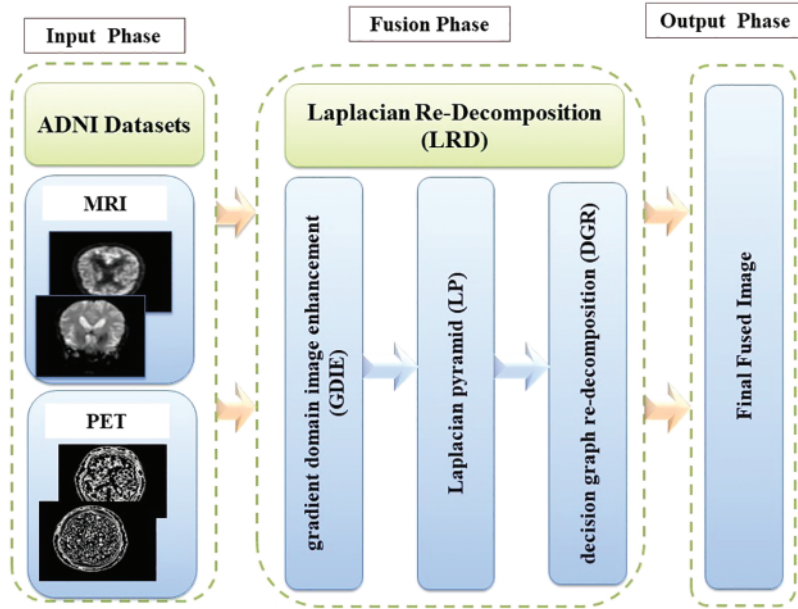 Input Phase
Fusion Phase
Output Phase
ADNI Datasets
MRI
PET
Laplacian Re-Decomposition
(LRD)
gradient domain image enhancement
(GDIE)
Laplacian pyramid (LP)
decision graph re-decomposition (DGR)
Final Fused Image